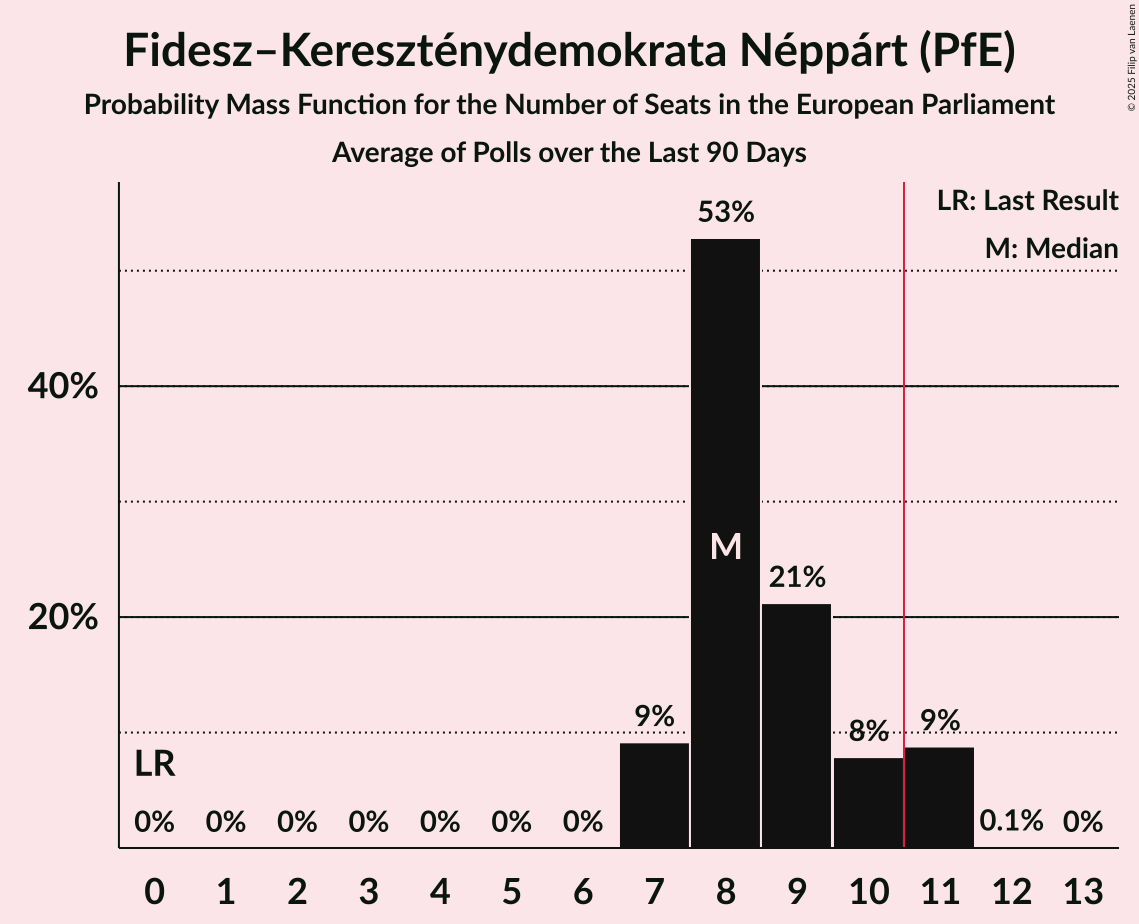 Fidesz–Kereszténydemokrata Néppárt (PfE)
Probability Mass Function for the Number of Seats in the European Parliament
Average of Polls over the Last 90 Days
© 2025 Filip van Laenen
LR: Last Result
M: Median
53%
40%
M
21%
20%
9%
8%
9%
LR
0%
0%
0%
0%
0%
0%
0%
0.1%
0%
0 1 2 3 4 5 6 7 8 9 10 11 12 13